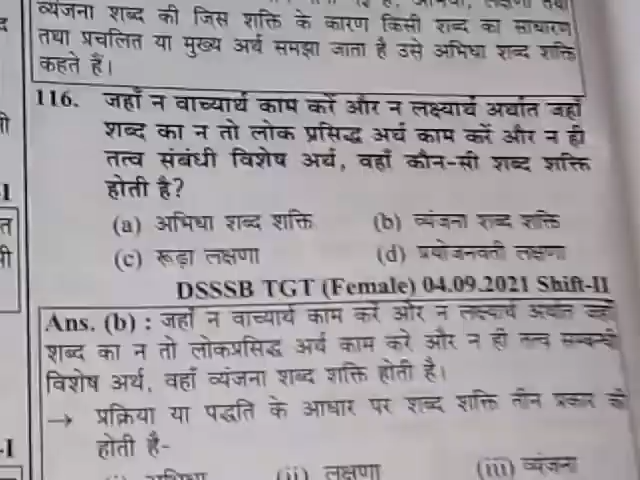 व्यंजना शब्द की जिस शक्ति के कारण किसी शब्द का साधारण
तथा प्रचलित या मुख्य अर्थ समझा जाता है उसे अभिधा शब्द शक्ति
कहते हैं।
116. जहाँ न वाच्यार्थ काम करें और न लक्ष्यार्थ अर्थात जहाँ
शब्द का न तो लोक प्रसिद्ध अर्थ काम करें और न ही
तत्व संबंधी विशेष अर्थ, वहाँ कौन-सी शब्द शक्ति
होती है?
(a) अभिधा शब्द शक्ति (b) व्यंजना शब्द शक्ति
(c) रूढ़ा लक्षणा (d) प्रयोजनवती लक्षणा
DSSSB TGT (Female) 04.09.2021 Shift-II
Ans. (b) : जहाँ न वाच्यार्थ काम करें और न लक्ष्यार्थ अर्थात जहाँ
शब्द का न तो लोकप्रसिद्ध अर्थ काम करे और न ही तत्व सम्बन्धी
विशेष अर्थ, वहाँ व्यंजना शब्द शक्ति होती है।
→ प्रक्रिया या पद्धति के आधार पर शब्द शक्ति तीन प्रकार की
होती है-
(i) अभिधा (ii) लक्षणा (iii) व्यंजना